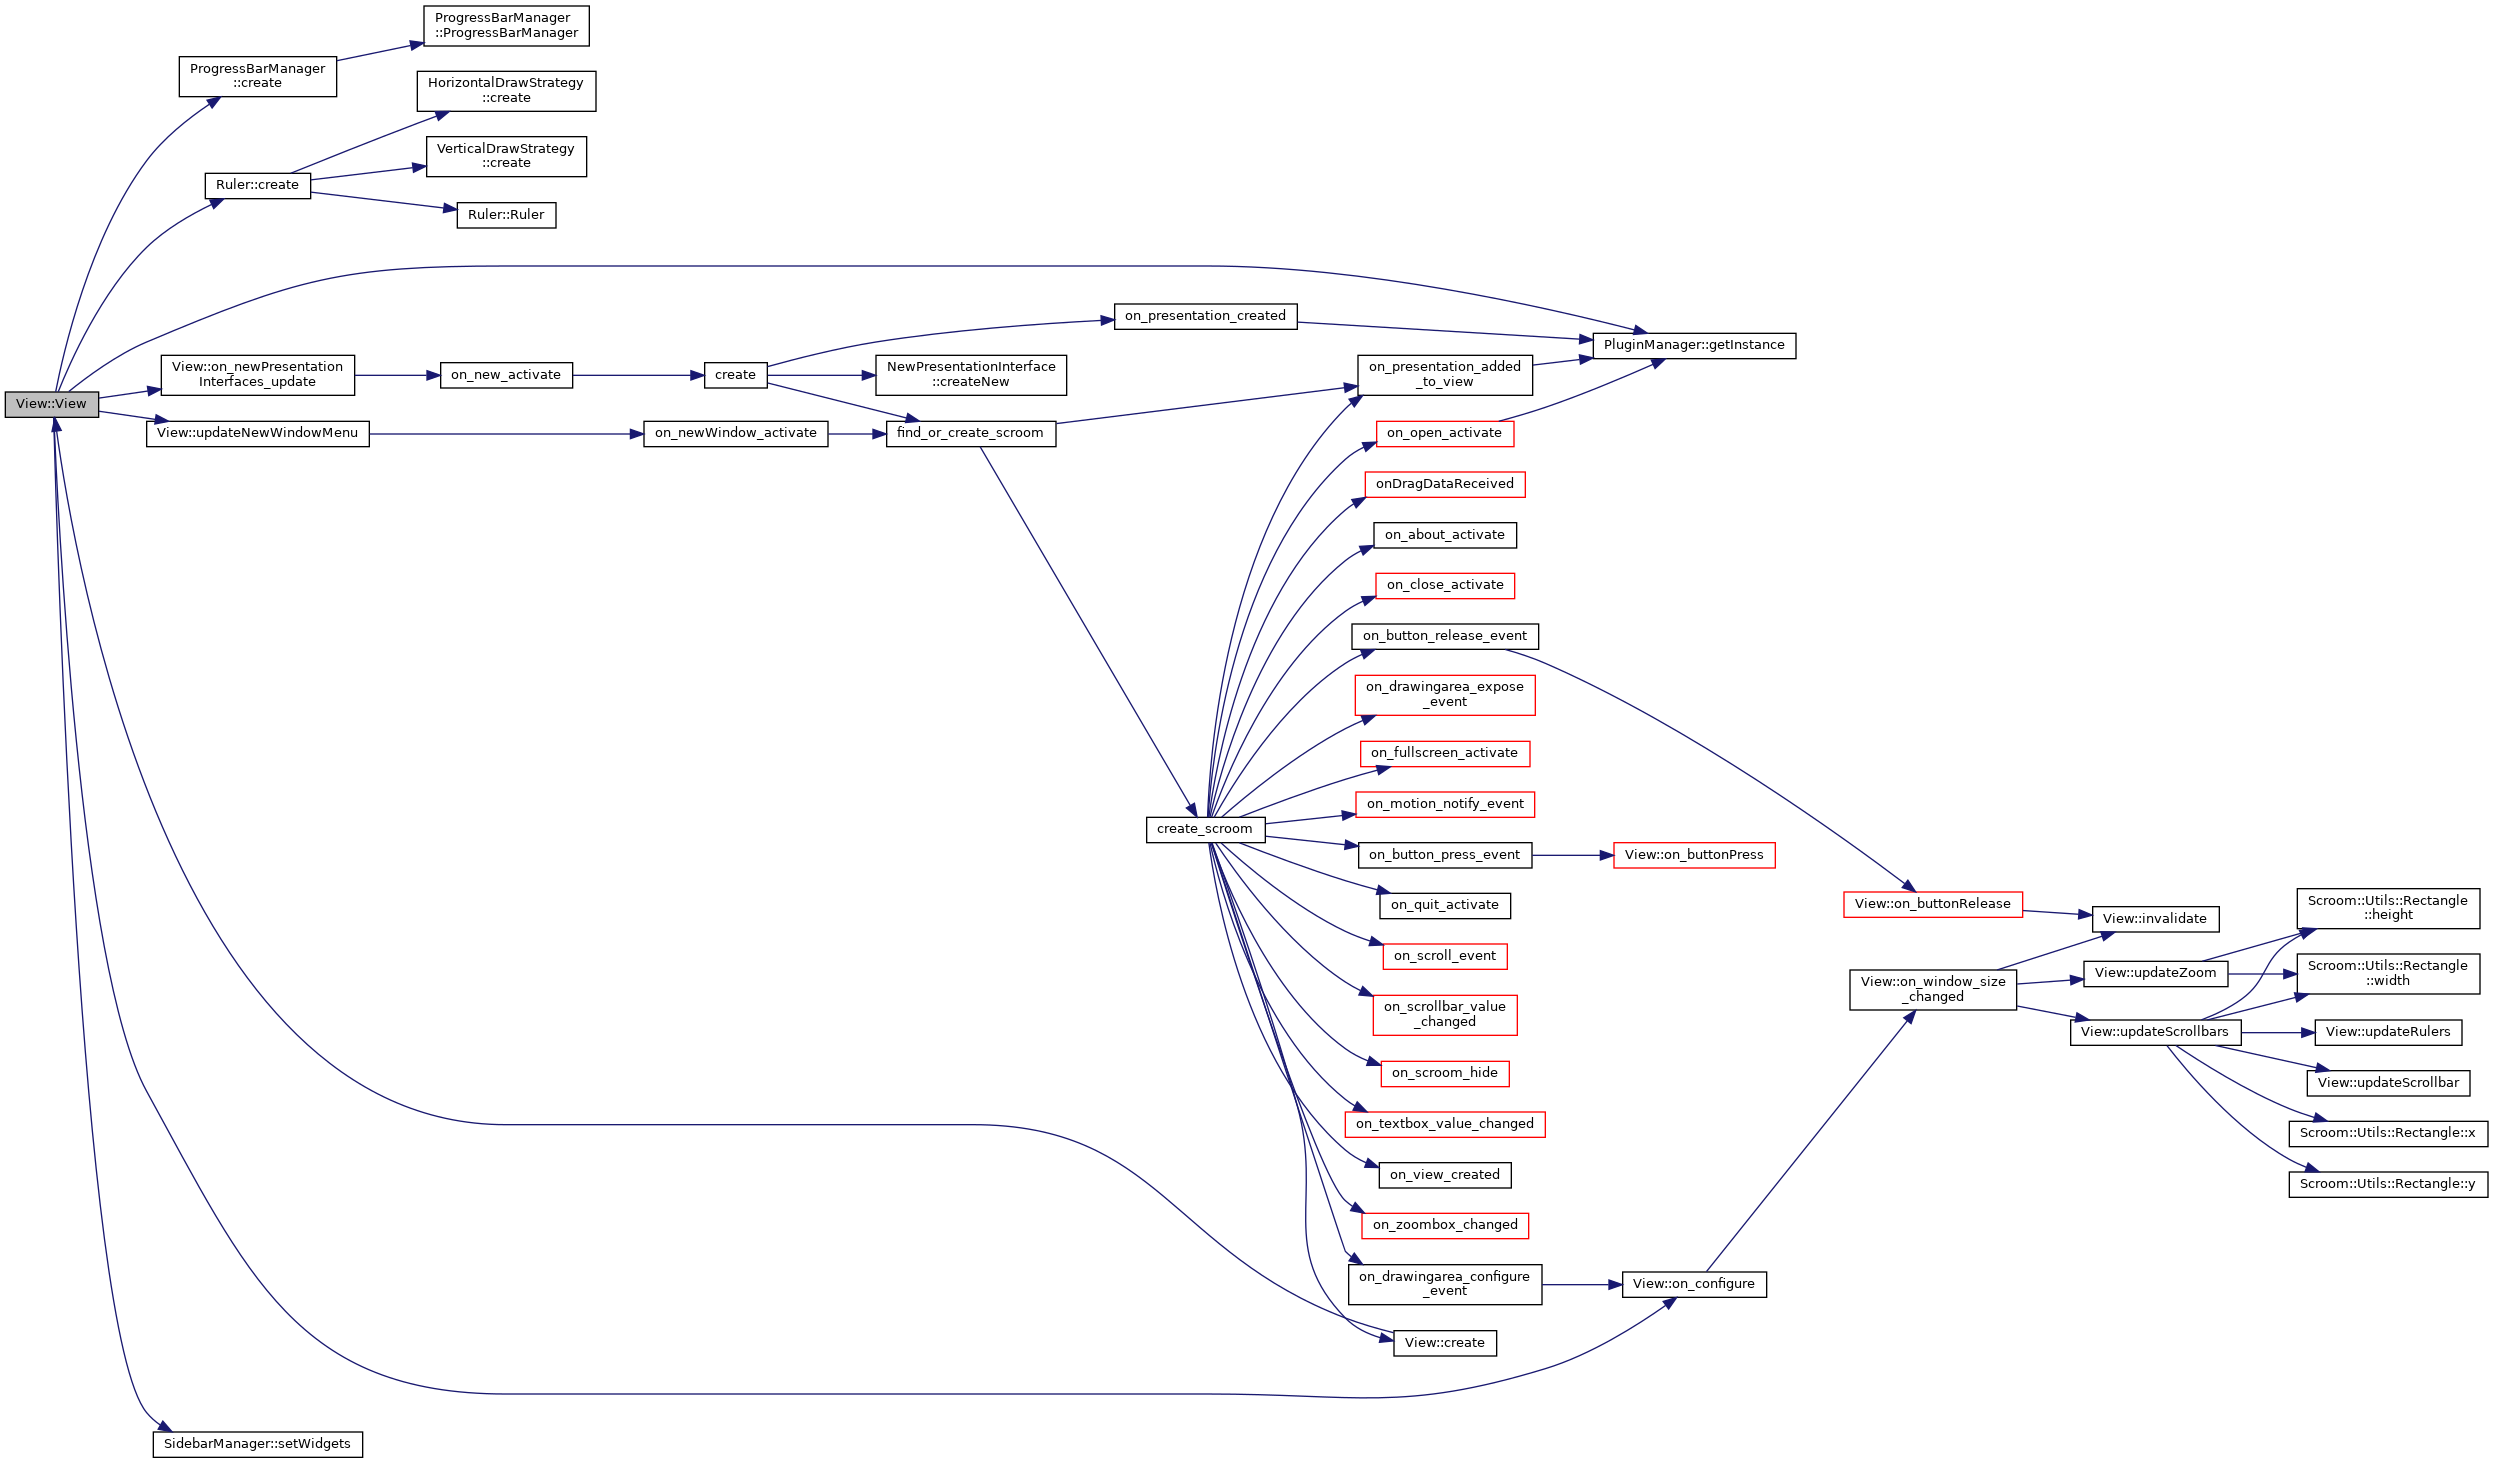 ProgressBarManager
::ProgressBarManager
ProgressBarManager
::create
HorizontalDrawStrategy
::create
VerticalDrawStrategy
::create
Ruler::create
Ruler::Ruler
on_presentation_created
PluginManager::getInstance
View::on_newPresentation
Interfaces_update
on_new_activate
create
NewPresentationInterface
::createNew
on_presentation_added
_to_view
View::View
View::updateNewWindowMenu
on_newWindow_activate
find_or_create_scroom
on_open_activate
onDragDataReceived
on_about_activate
on_close_activate
on_button_release_event
on_drawingarea_expose
_event
on_fullscreen_activate
on_motion_notify_event
create_scroom
on_button_press_event
View::on_buttonPress
on_quit_activate
View::on_buttonRelease
View::invalidate
Scroom::Utils::Rectangle
::height
on_scroll_event
View::updateZoom
Scroom::Utils::Rectangle
::width
View::on_window_size
_changed
on_scrollbar_value
_changed
View::updateScrollbars
View::updateRulers
on_scroom_hide
View::updateScrollbar
on_textbox_value_changed
Scroom::Utils::Rectangle::x
on_view_created
Scroom::Utils::Rectangle::y
on_zoombox_changed
on_drawingarea_configure
_event
View::on_configure
View::create
SidebarManager::setWidgets